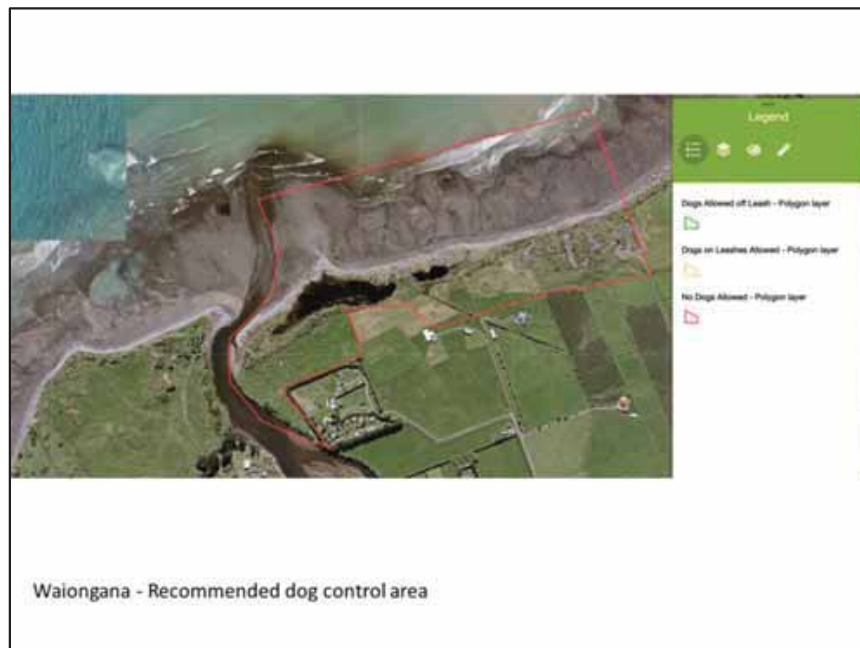 Legend
Dogs Allowed off Leash - Polygon layer
Dogs on Leashes Allowed - Polygon layer
No Dogs Allowed - Polygon layer
Waiongana - Recommended dog control area